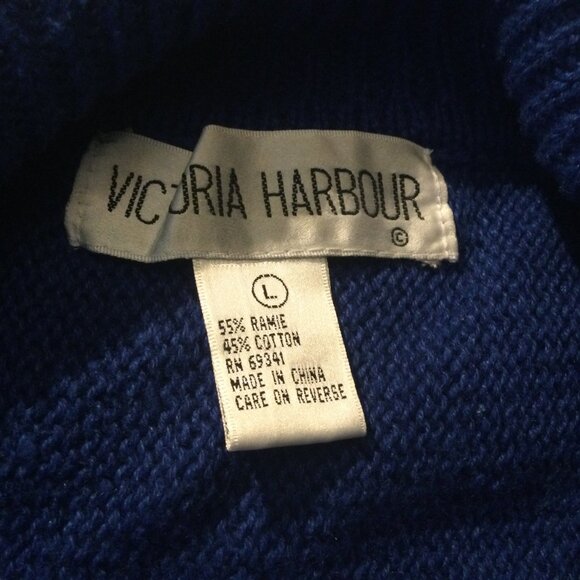 VICTORIA HARBOUR
©
L
55% RAMIE
45% COTTON
RN 69341
MADE IN CHINA
CARE ON REVERSE